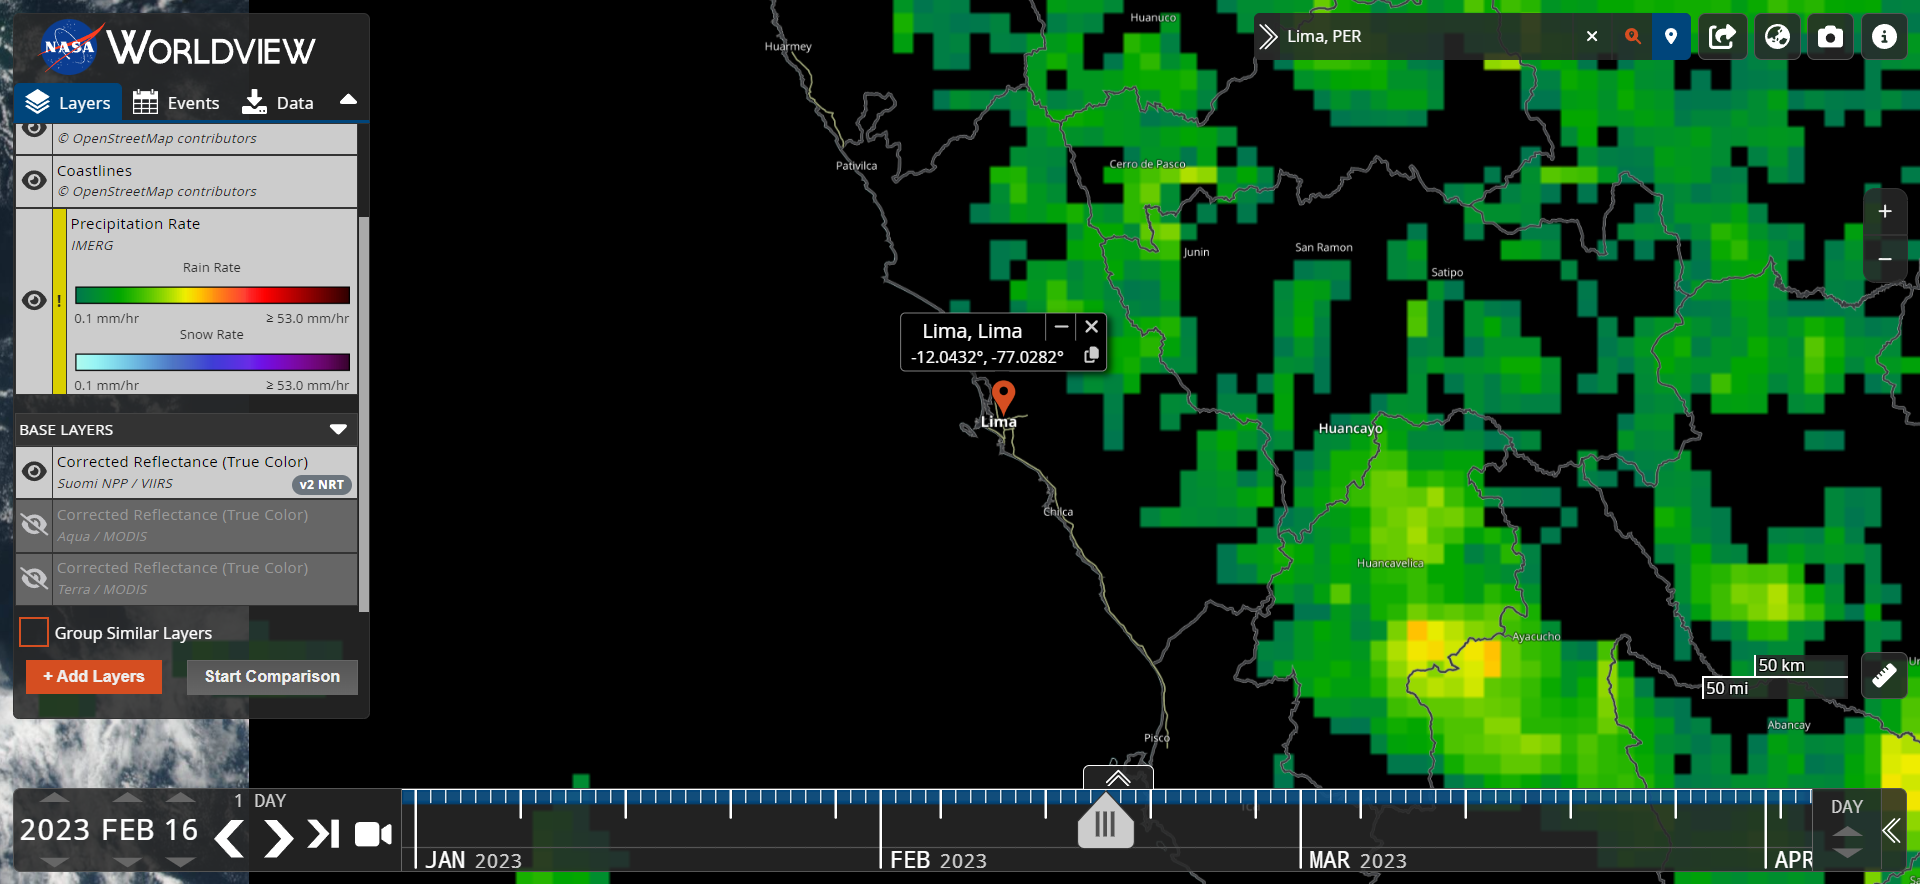 NASA WORLDVIEW
Layers
Events
Data
© OpenStreetMap contributors
Coastlines
© OpenStreetMap contributors
Precipitation Rate
IMERG
!
Rain Rate
0.1 mm/hr ≥ 53.0 mm/hr
Snow Rate
0.1 mm/hr ≥ 53.0 mm/hr
BASE LAYERS
Corrected Reflectance (True Color)
Suomi NPP / VIIRS
v2 NRT
Corrected Reflectance (True Color)
Aqua / MODIS
Corrected Reflectance (True Color)
Terra / MODIS
Group Similar Layers
+ Add Layers
Start Comparison
Lima, PER
Huanuco
Huarmey
Pativilca
Cerro de Pasco
Junin
San Ramon
Satipo
Lima, Lima
-12.0432°, -77.0282°
Lima
Huancayo
Chilca
Huancavelica
Ayacucho
Pisco
Abancay
50 km
50 mi
2023 FEB 16
1 DAY
JAN 2023
FEB 2023
MAR 2023
APR
DAY